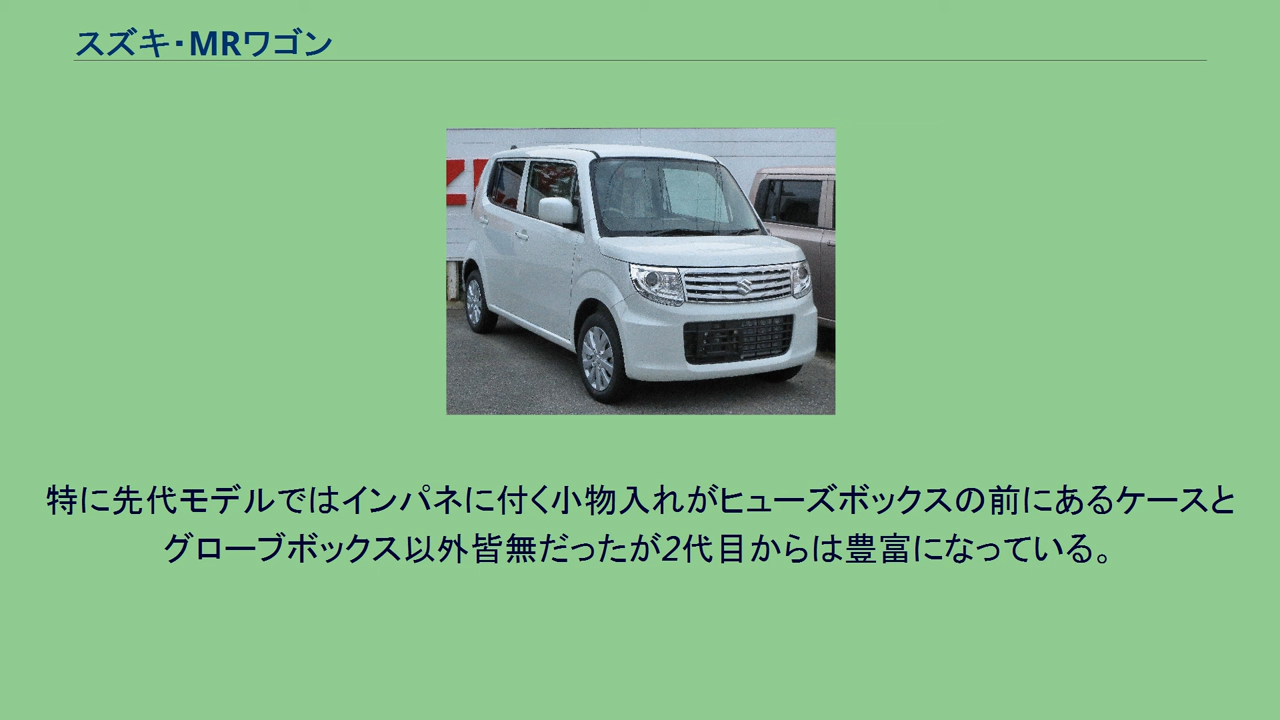 スズキ・MRワゴン
特に先代モデルではインパネに付く小物入れがヒューズボックスの前にあるケースと
グローブボックス以外皆無だったが2代目からは豊富になっている。